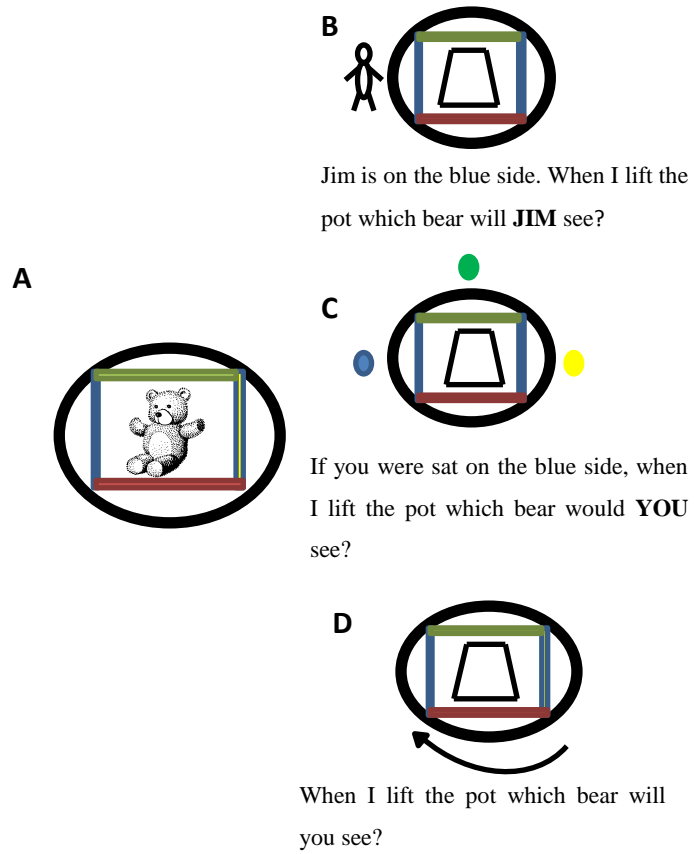 B
Jim is on the blue side. When I lift the
pot which bear will JIM see?
A
C
If you were sat on the blue side, when
I lift the pot which bear would YOU
see?
D
When I lift the pot which bear will
you see?